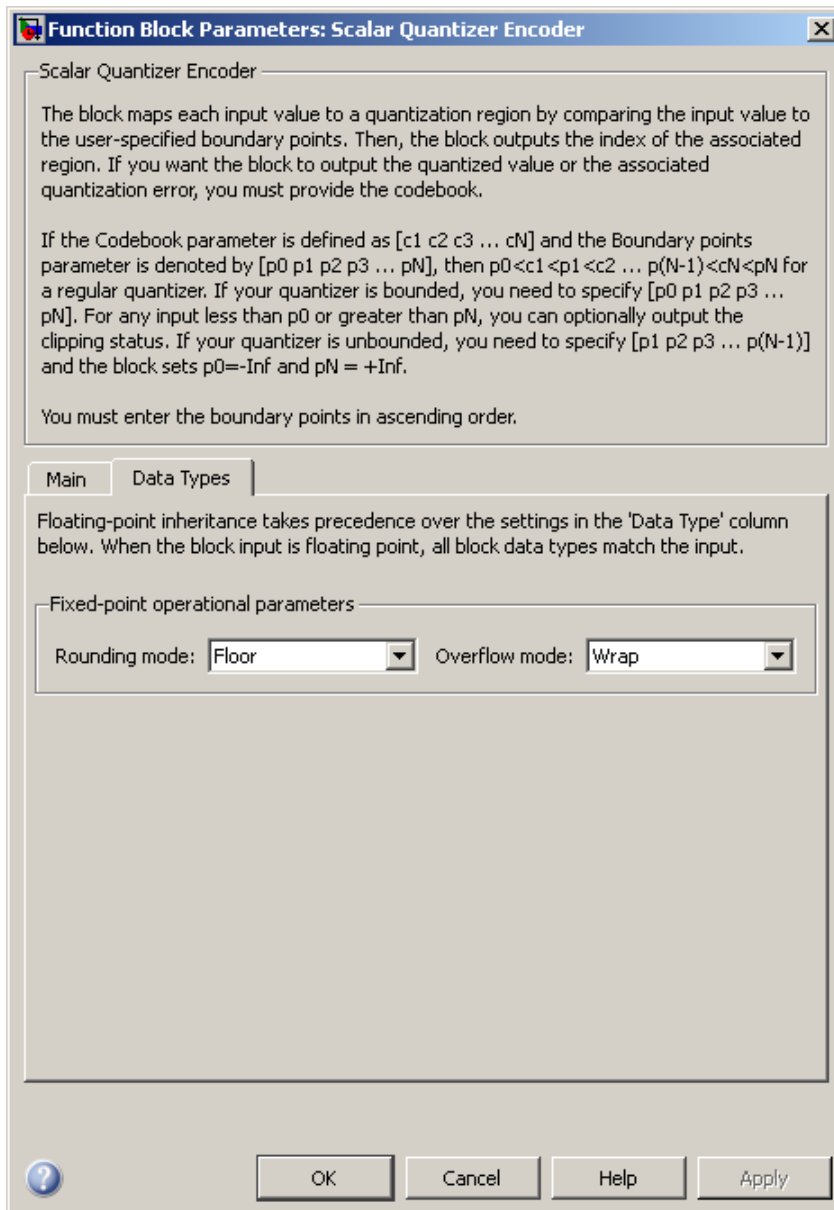 Function Block Parameters: Scalar Quantizer Encoder
Scalar Quantizer Encoder
The block maps each input value to a quantization region by comparing the input value to
the user-specified boundary points. Then, the block outputs the index of the associated
region. If you want the block to output the quantized value or the associated
quantization error, you must provide the codebook.
If the Codebook parameter is defined as [c1 c2 c3 ... cN] and the Boundary points
parameter is denoted by [p0 p1 p2 p3 ... pN], then p0<c1<p1<c2 ... p(N-1)<cN<pN for
a regular quantizer. If your quantizer is bounded, you need to specify [p0 p1 p2 p3 ...
pN]. For any input less than p0 or greater than pN, you can optionally output the
clipping status. If your quantizer is unbounded, you need to specify [p1 p2 p3 ... p(N-1)]
and the block sets p0=-Inf and pN = +Inf.
You must enter the boundary points in ascending order.
Main Data Types
Floating-point inheritance takes precedence over the settings in the 'Data Type' column
below. When the block input is floating point, all block data types match the input.
Fixed-point operational parameters
Rounding mode: Floor Overflow mode: Wrap
? OK Cancel Help Apply